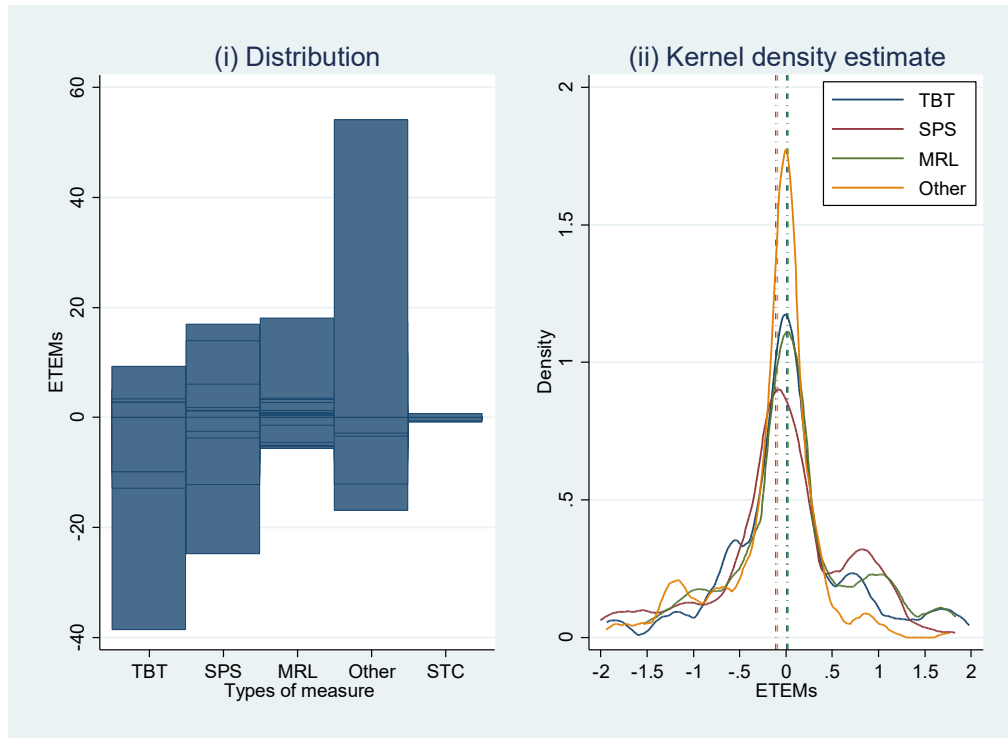 (i) Distribution
60
40
20
0
-20
-40
ETEMs
TBT SPS MRL Other STC
Types of measure
(ii) Kernel density estimate
2
1.5
1
.5
0
Density
TBT
SPS
MRL
Other
-2 -1.5 -1 -.5 0 .5 1 1.5 2
ETEMs